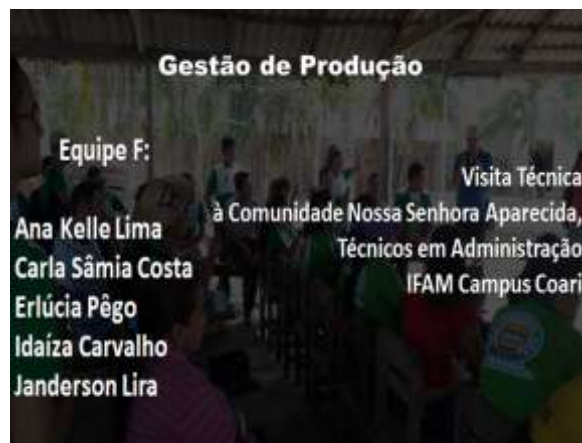 Gestão de Produção
Equipe F:
Ana Kelle Lima
Carla Sâmia Costa
Erlúcia Pêgo
Idaíza Carvalho
Janderson Lira
Visita Técnica
à Comunidade Nossa Senhora Aparecida,
Técnicos em Administração
IFAM Campus Coari